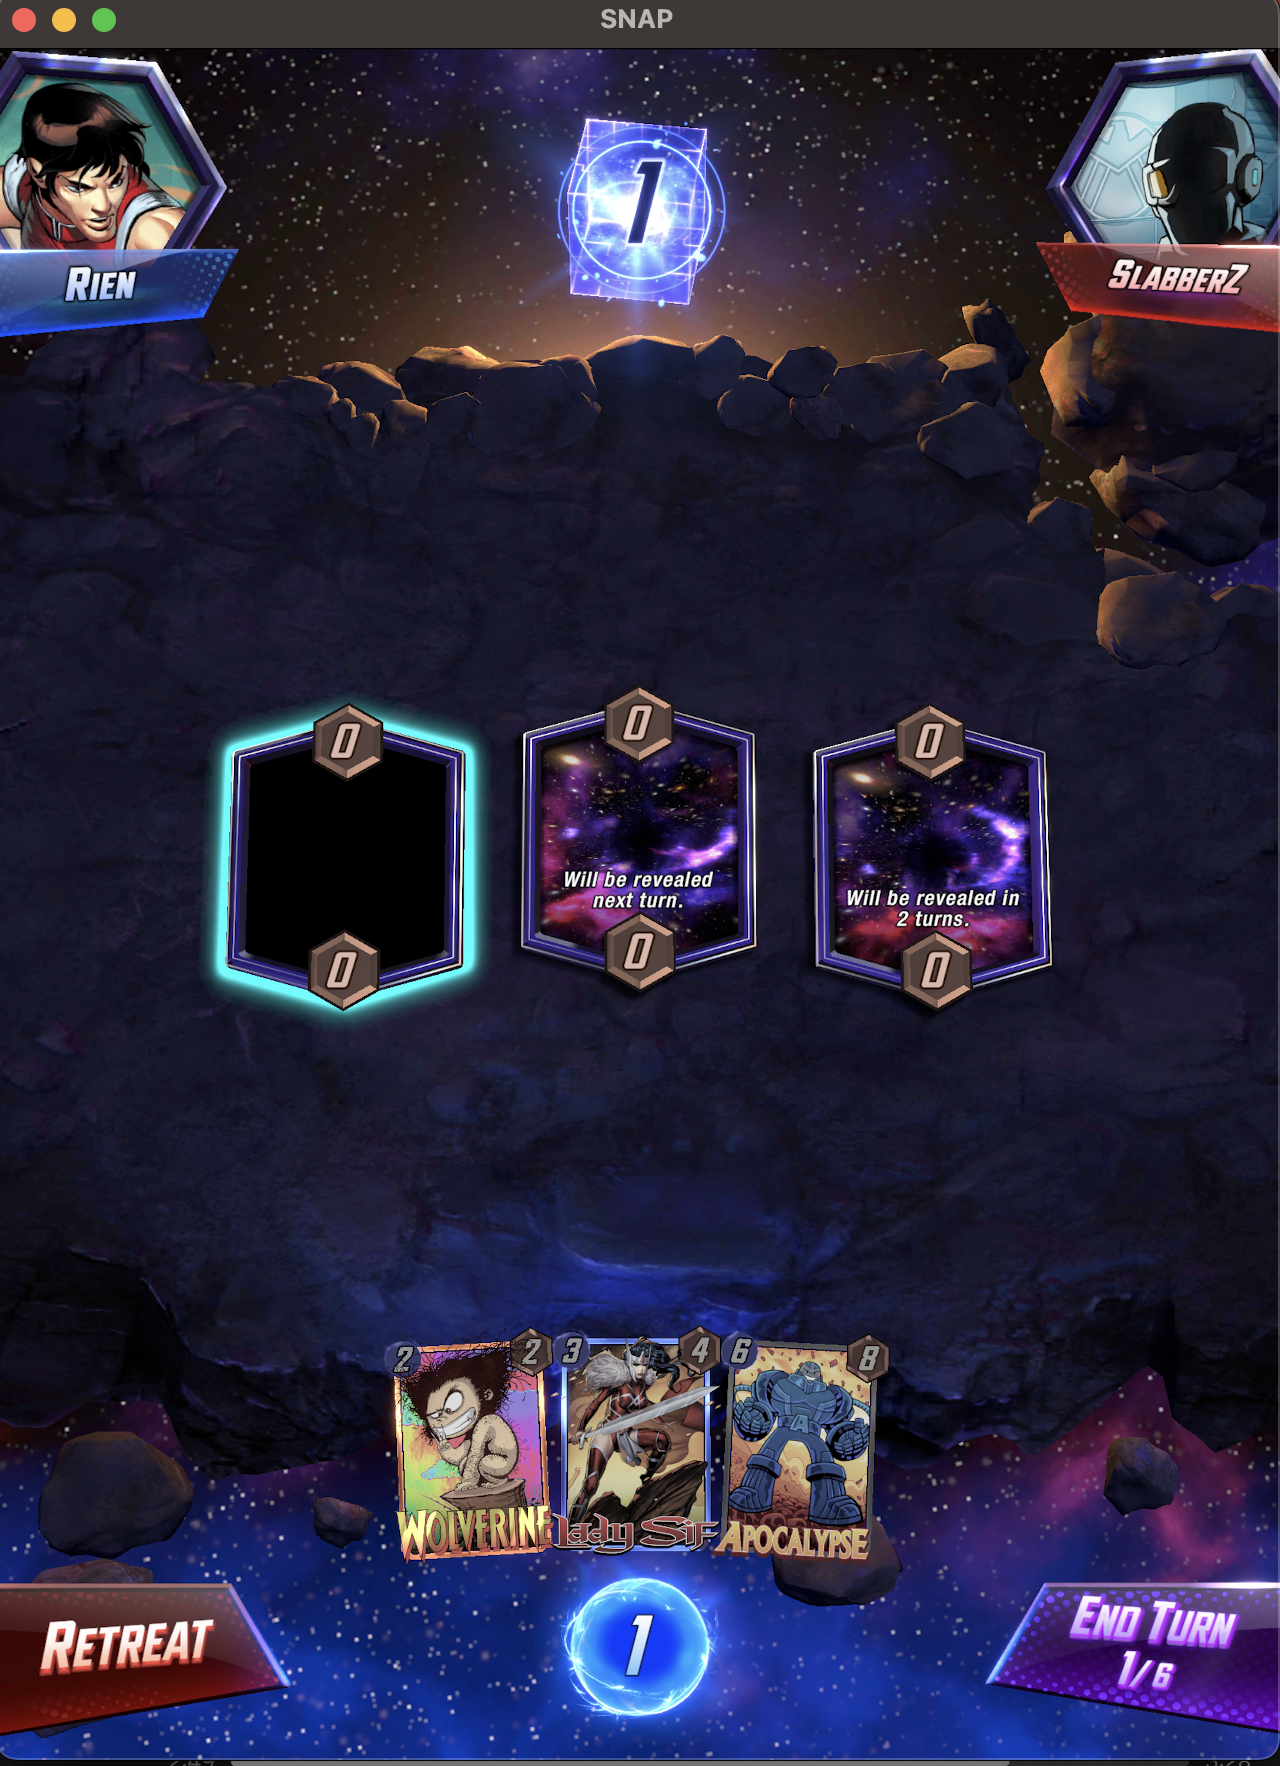 SNAP
1
RIEN
SLABBERZ
0
0
0
Will be revealed
next turn.
Will be revealed in
2 turns.
0
0
0
2
2
3
4
6
8
WOLVERINE
Lady Sif
APOCALYPSE
RETREAT
1
END TURN
1/6